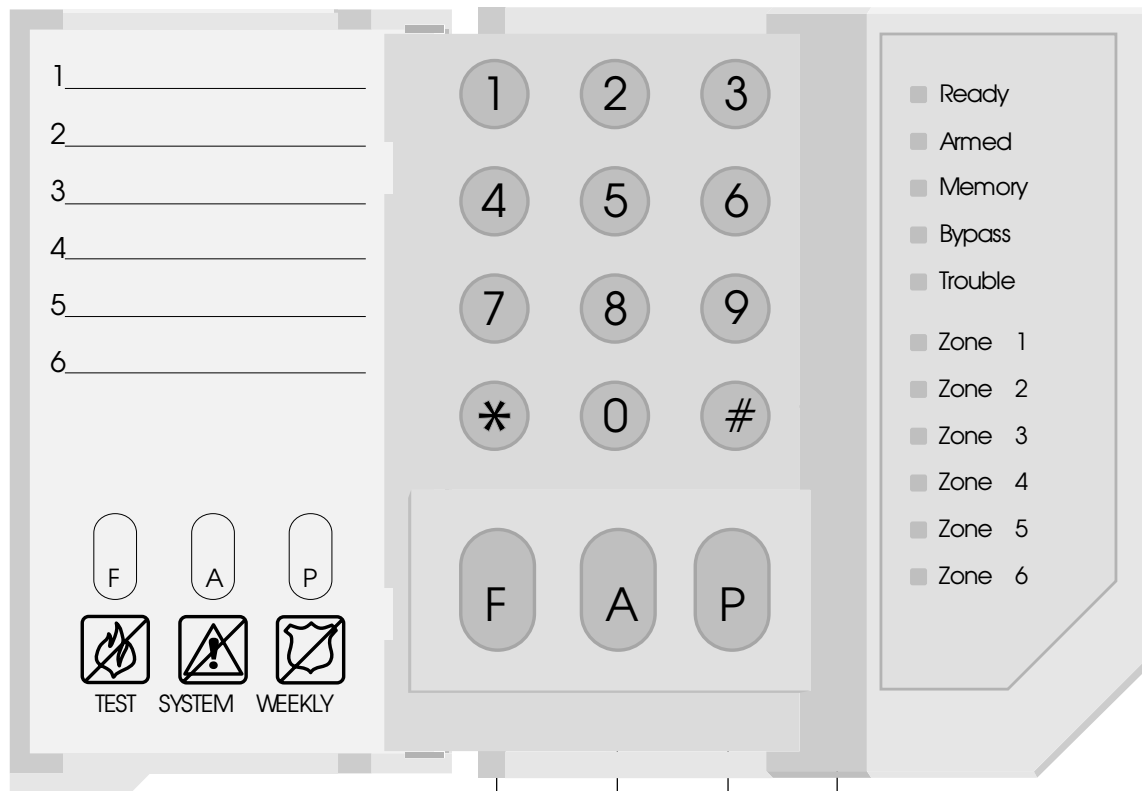 1
2
3
4
5
6
F A P
TEST SYSTEM WEEKLY
1 2 3
4 5 6
7 8 9
* 0 #
F A P
Ready
Armed
Memory
Bypass
Trouble
Zone 1
Zone 2
Zone 3
Zone 4
Zone 5
Zone 6